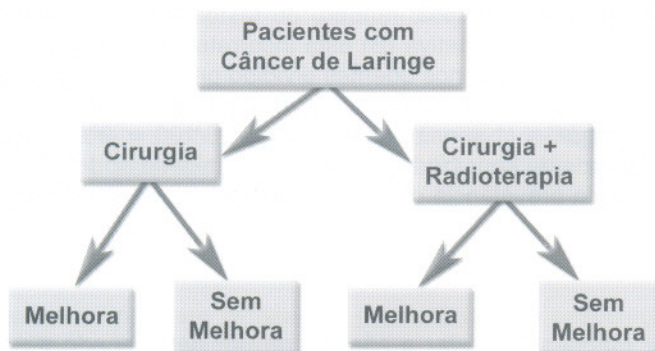 Pacientes com
Câncer de Laringe
Cirurgia
Cirurgia +
Radioterapia
Melhora
Sem
Melhora
Melhora
Sem
Melhora